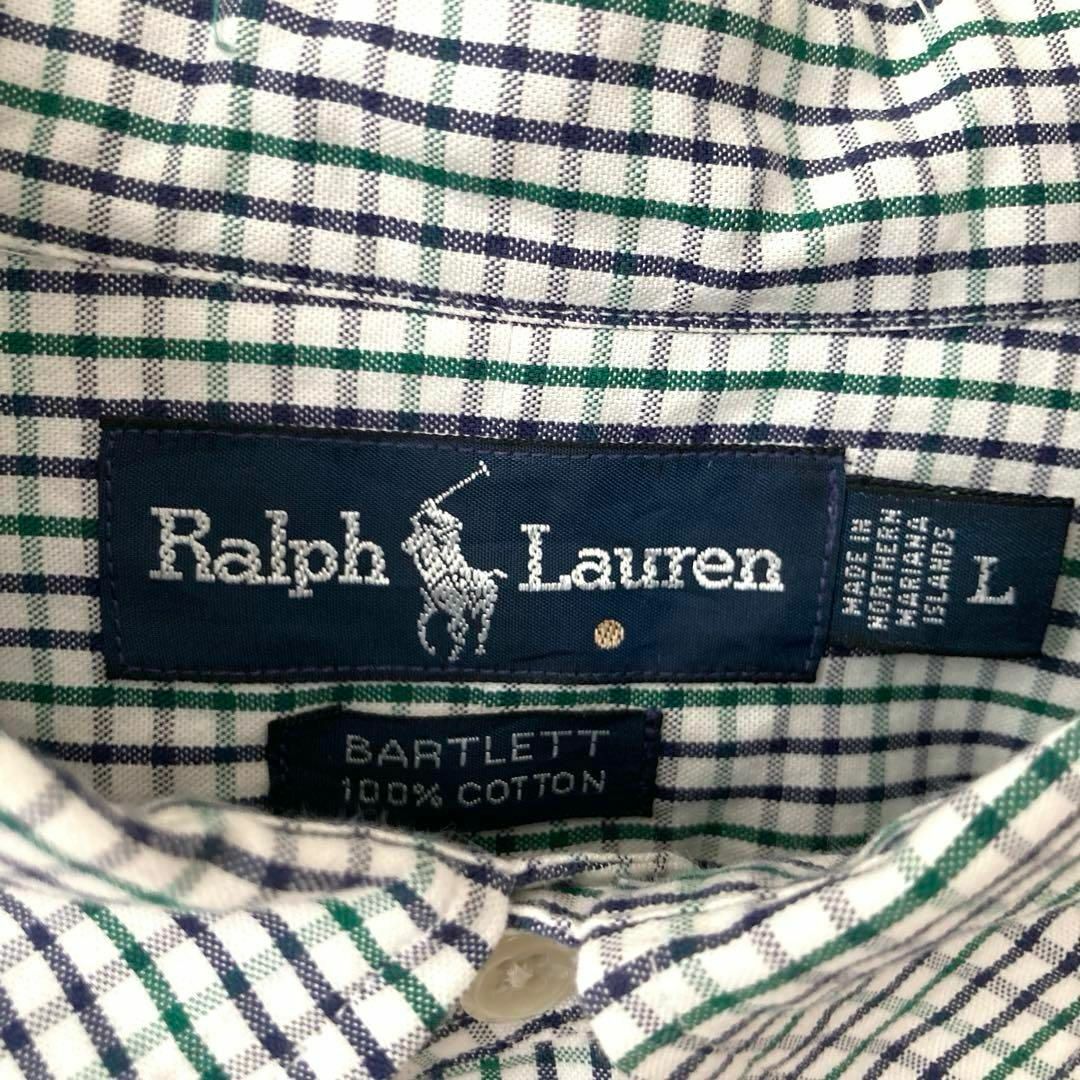 Ralph Lauren
MADE IN
NORTHERN
MARIANA
ISLANDS
L
BARTLETT
100% COTTON